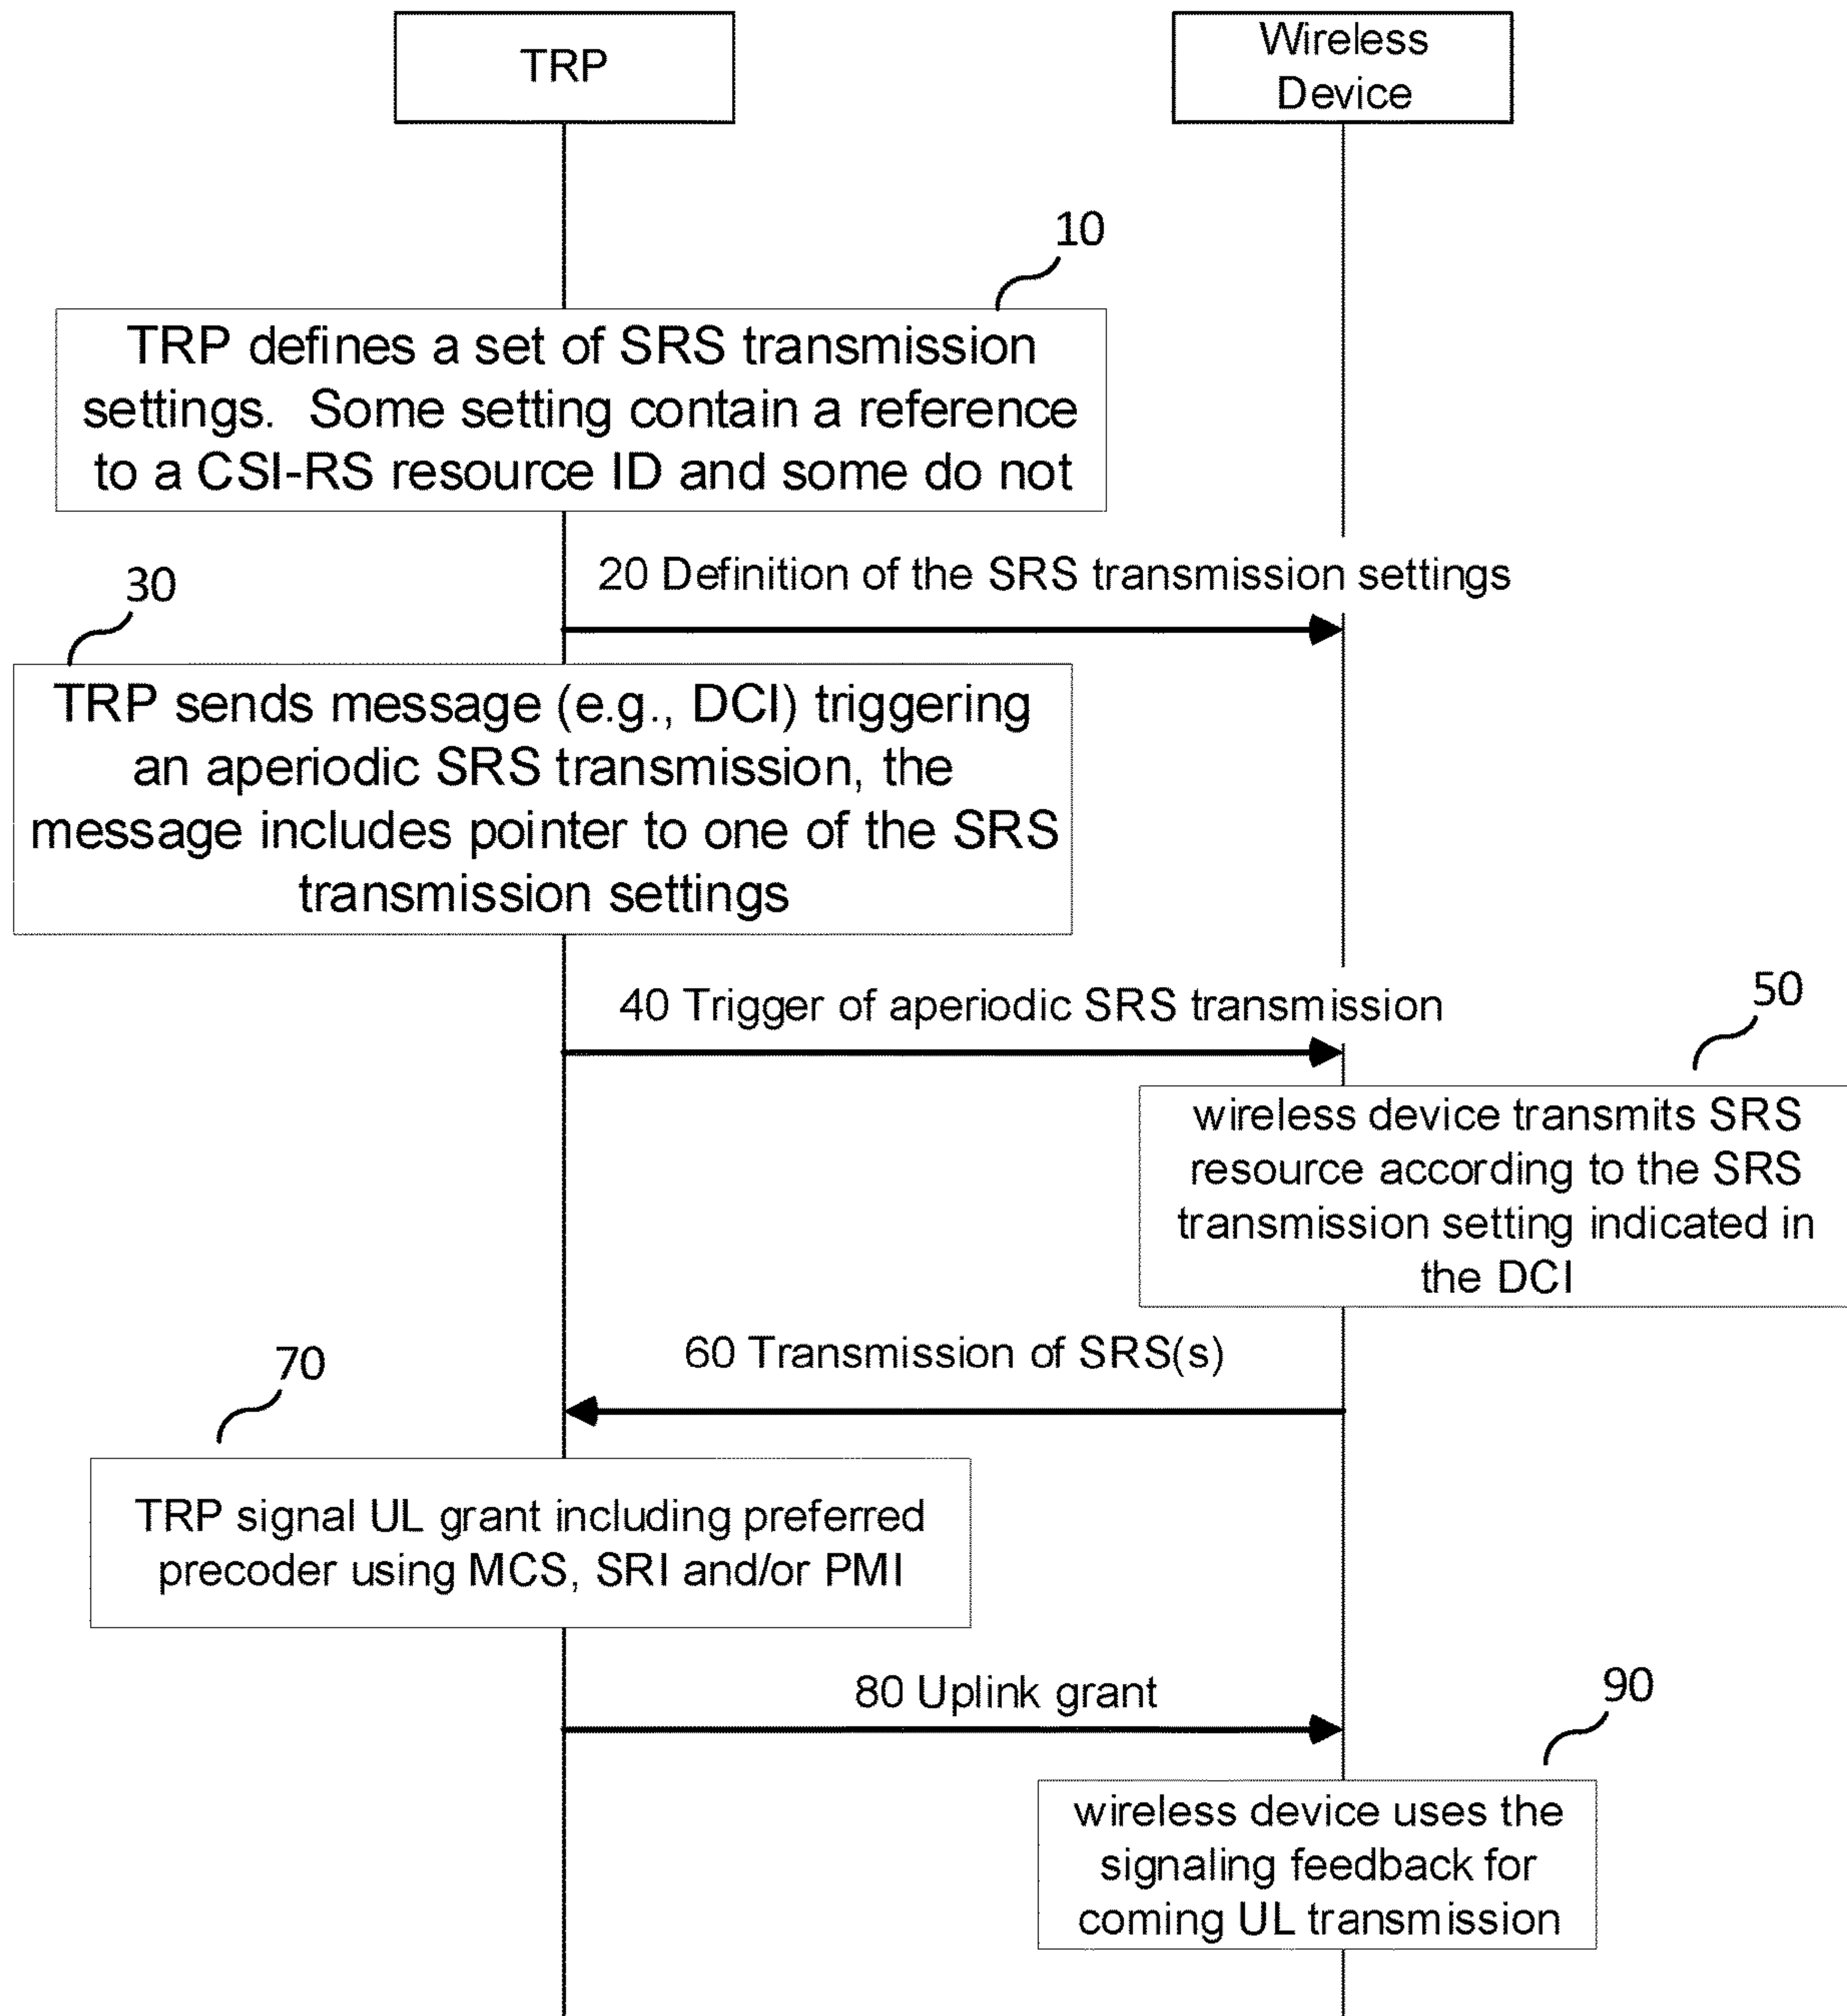 TRP
Wireless
Device
10
TRP defines a set of SRS transmission
settings.  Some setting contain a reference
to a CSI-RS resource ID and some do not
20 Definition of the SRS transmission settings
30
TRP sends message (e.g., DCI) triggering
an aperiodic SRS transmission, the
message includes pointer to one of the SRS
transmission settings
40 Trigger of aperiodic SRS transmission
50
wireless device transmits SRS
resource according to the SRS
transmission setting indicated in
the DCI
60 Transmission of SRS(s)
70
TRP signal UL grant including preferred
precoder using MCS, SRI and/or PMI
80 Uplink grant
90
wireless device uses the
signaling feedback for
coming UL transmission